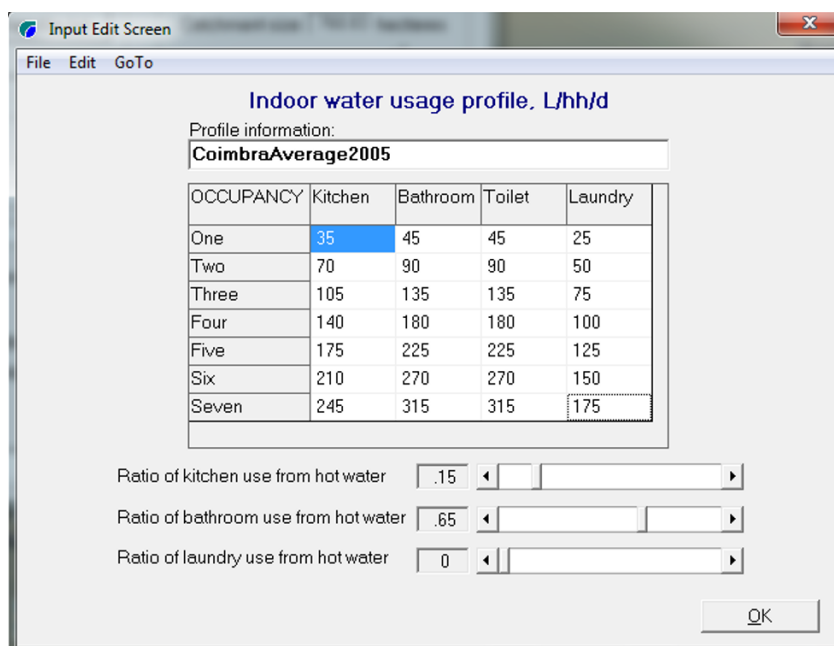 Input Edit Screen
File Edit GoTo
Indoor water usage profile, L/hh/d
Profile information:
CoimbraAverage2005
OCCUPANCY Kitchen Bathroom Toilet Laundry
One 35 45 45 25
Two 70 90 90 50
Three 105 135 135 75
Four 140 180 180 100
Five 175 225 225 125
Six 210 270 270 150
Seven 245 315 315 175
Ratio of kitchen use from hot water .15
Ratio of bathroom use from hot water .65
Ratio of laundry use from hot water 0
OK